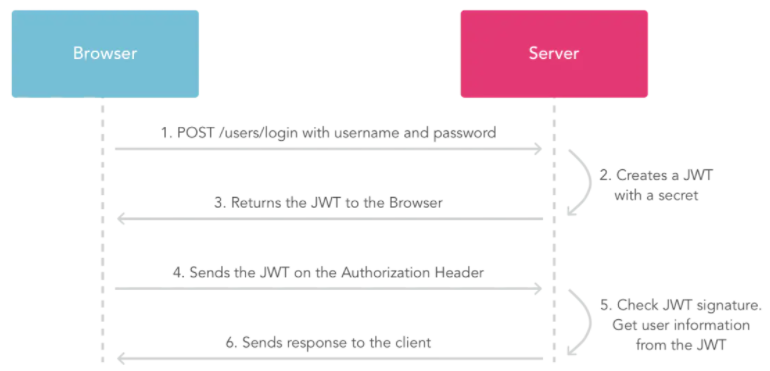 Browser
Server
1. POST /users/login with username and password
2. Creates a JWT
with a secret
3. Returns the JWT to the Browser
4. Sends the JWT on the Authorization Header
5. Check JWT signature.
Get user information
from the JWT
6. Sends response to the client